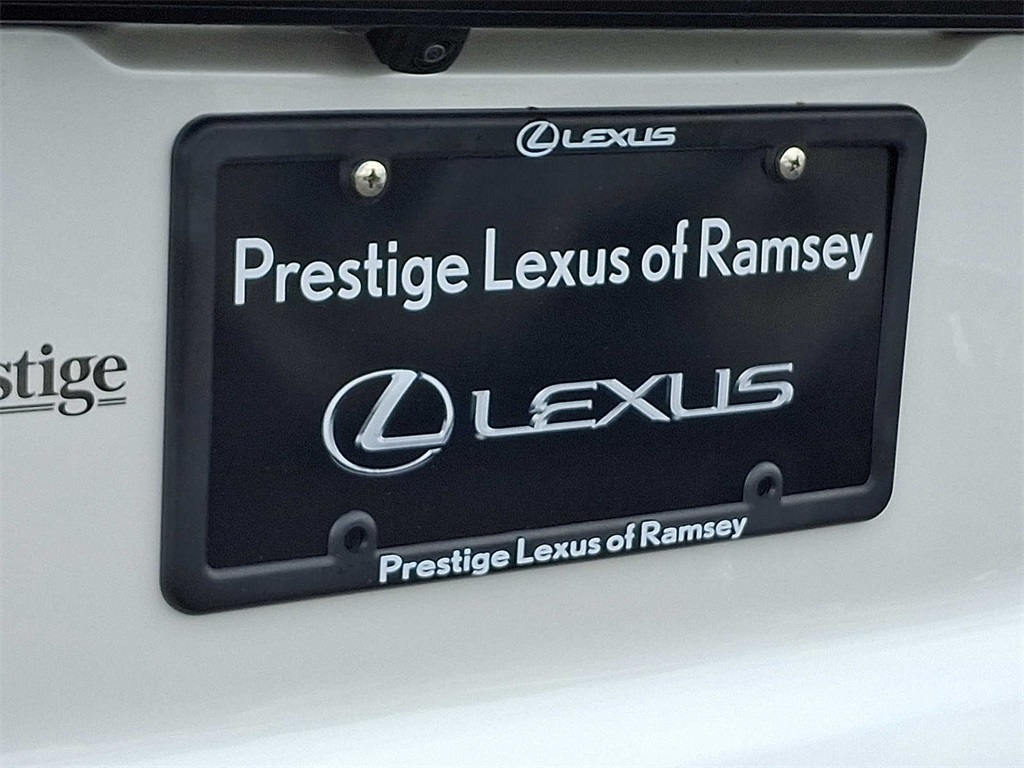 LEXUS
Prestige Lexus of Ramsey
stige
LEXUS
Prestige Lexus of Ramsey